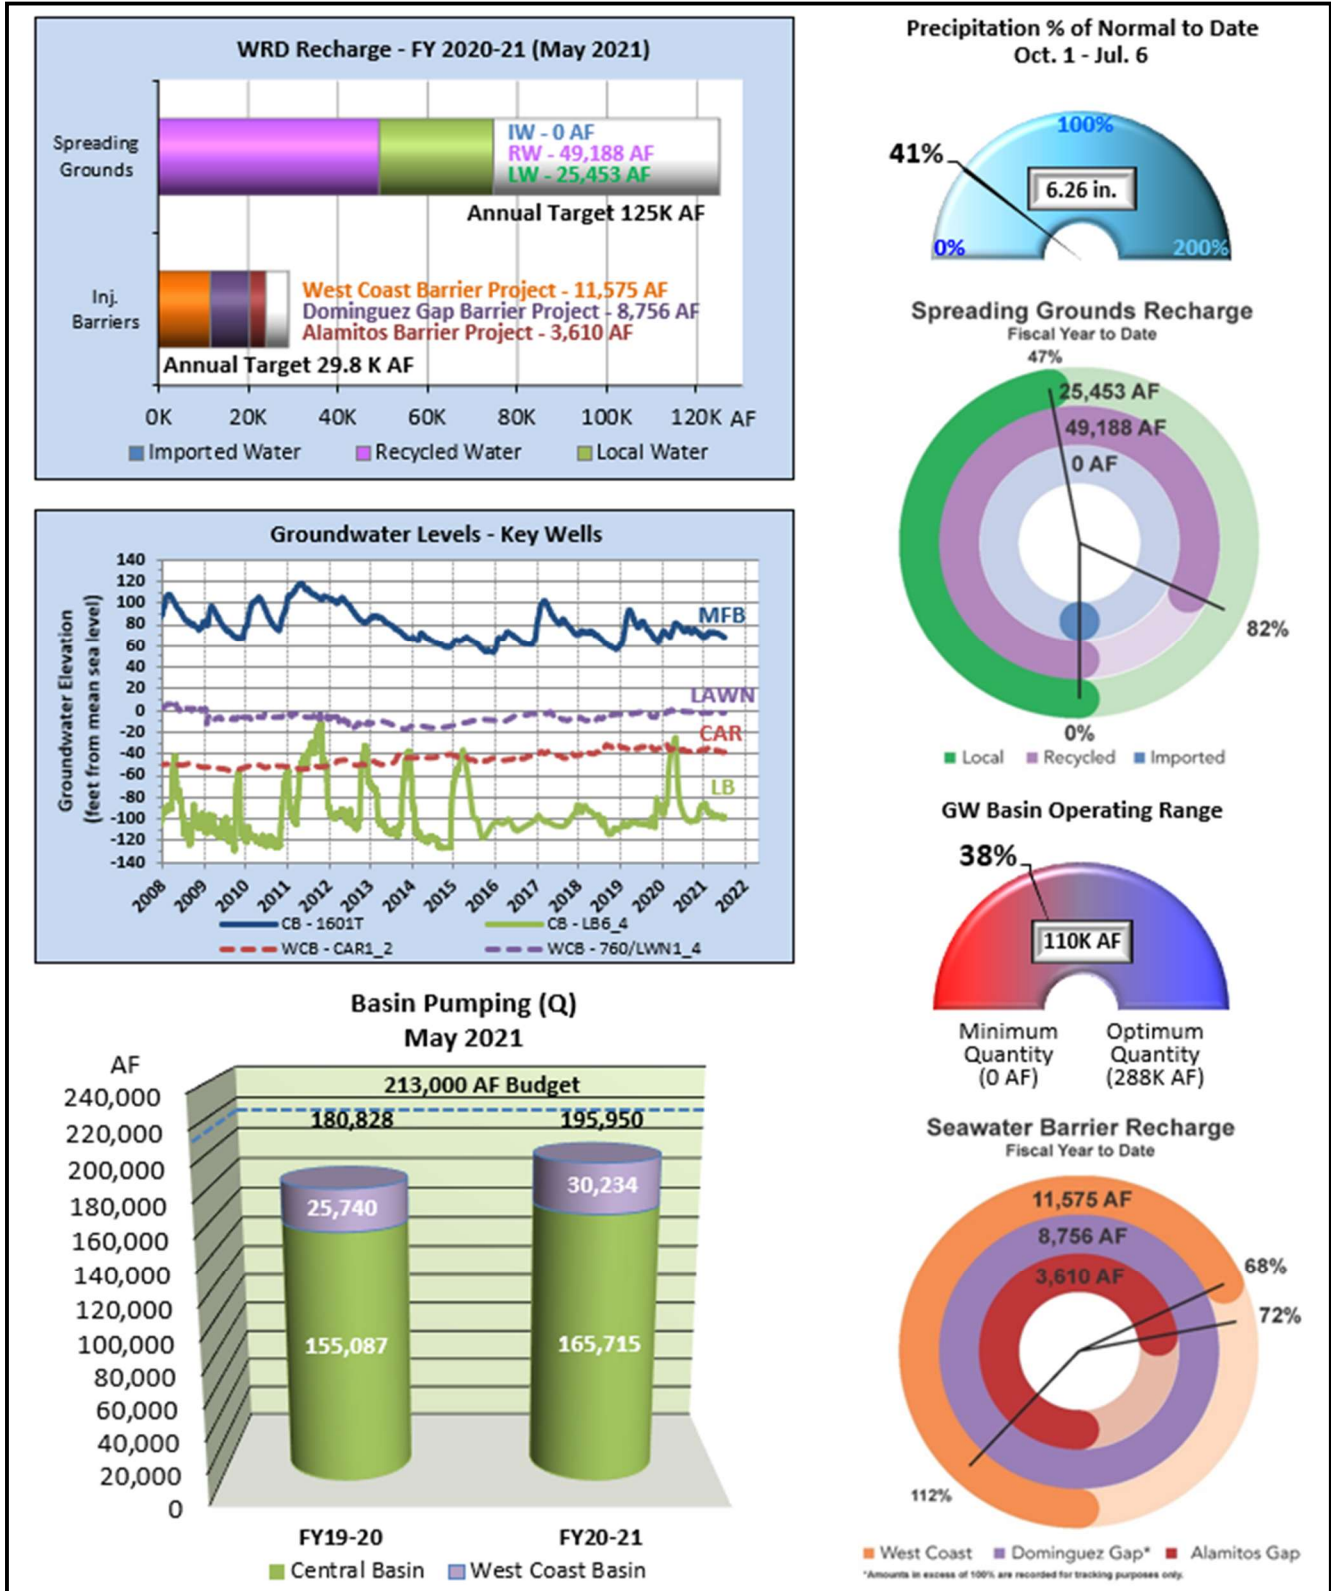 WRD Recharge - FY 2020-21 (May 2021)
Spreading
Grounds
IW - 0 AF
RW - 49,188 AF
LW - 25,453 AF
Annual Target 125K AF
Inj.
Barriers
West Coast Barrier Project - 11,575 AF
Dominguez Gap Barrier Project - 8,756 AF
Alamitos Barrier Project - 3,610 AF
Annual Target 29.8 K AF
0K 20K 40K 60K 80K 100K 120K AF
Imported Water Recycled Water Local Water
Precipitation % of Normal to Date
Oct. 1 - Jul. 6
100%
41%
6.26 in.
0% 200%
Spreading Grounds Recharge
Fiscal Year to Date
47%
25,453 AF
49,188 AF
0 AF
82%
0%
Local Recycled Imported
Groundwater Levels - Key Wells
Groundwater Elevation
(feet from mean sea level)
140
120
100
80
60
40
20
0
-20
-40
-60
-80
-100
-120
-140
MFB
LAWN
CAR
LB
2008 2009 2010 2011 2012 2013 2014 2015 2016 2017 2018 2019 2020 2021 2022
CB - 1601T CB - LB6_4
WCB - CAR1_2 WCB - 760/LWN1_4
GW Basin Operating Range
38%
110K AF
Minimum
Quantity
(0 AF)
Optimum
Quantity
(288K AF)
Basin Pumping (Q)
May 2021
AF
240,000
220,000
200,000
180,000
160,000
140,000
120,000
100,000
80,000
60,000
40,000
20,000
0
213,000 AF Budget
180,828 195,950
25,740 30,234
155,087 165,715
FY19-20 FY20-21
Central Basin West Coast Basin
Seawater Barrier Recharge
Fiscal Year to Date
11,575 AF
8,756 AF
3,610 AF
68%
72%
112%
West Coast Dominguez Gap* Alamitos Gap
*Amounts in excess of 100% are recorded for tracking purposes only.